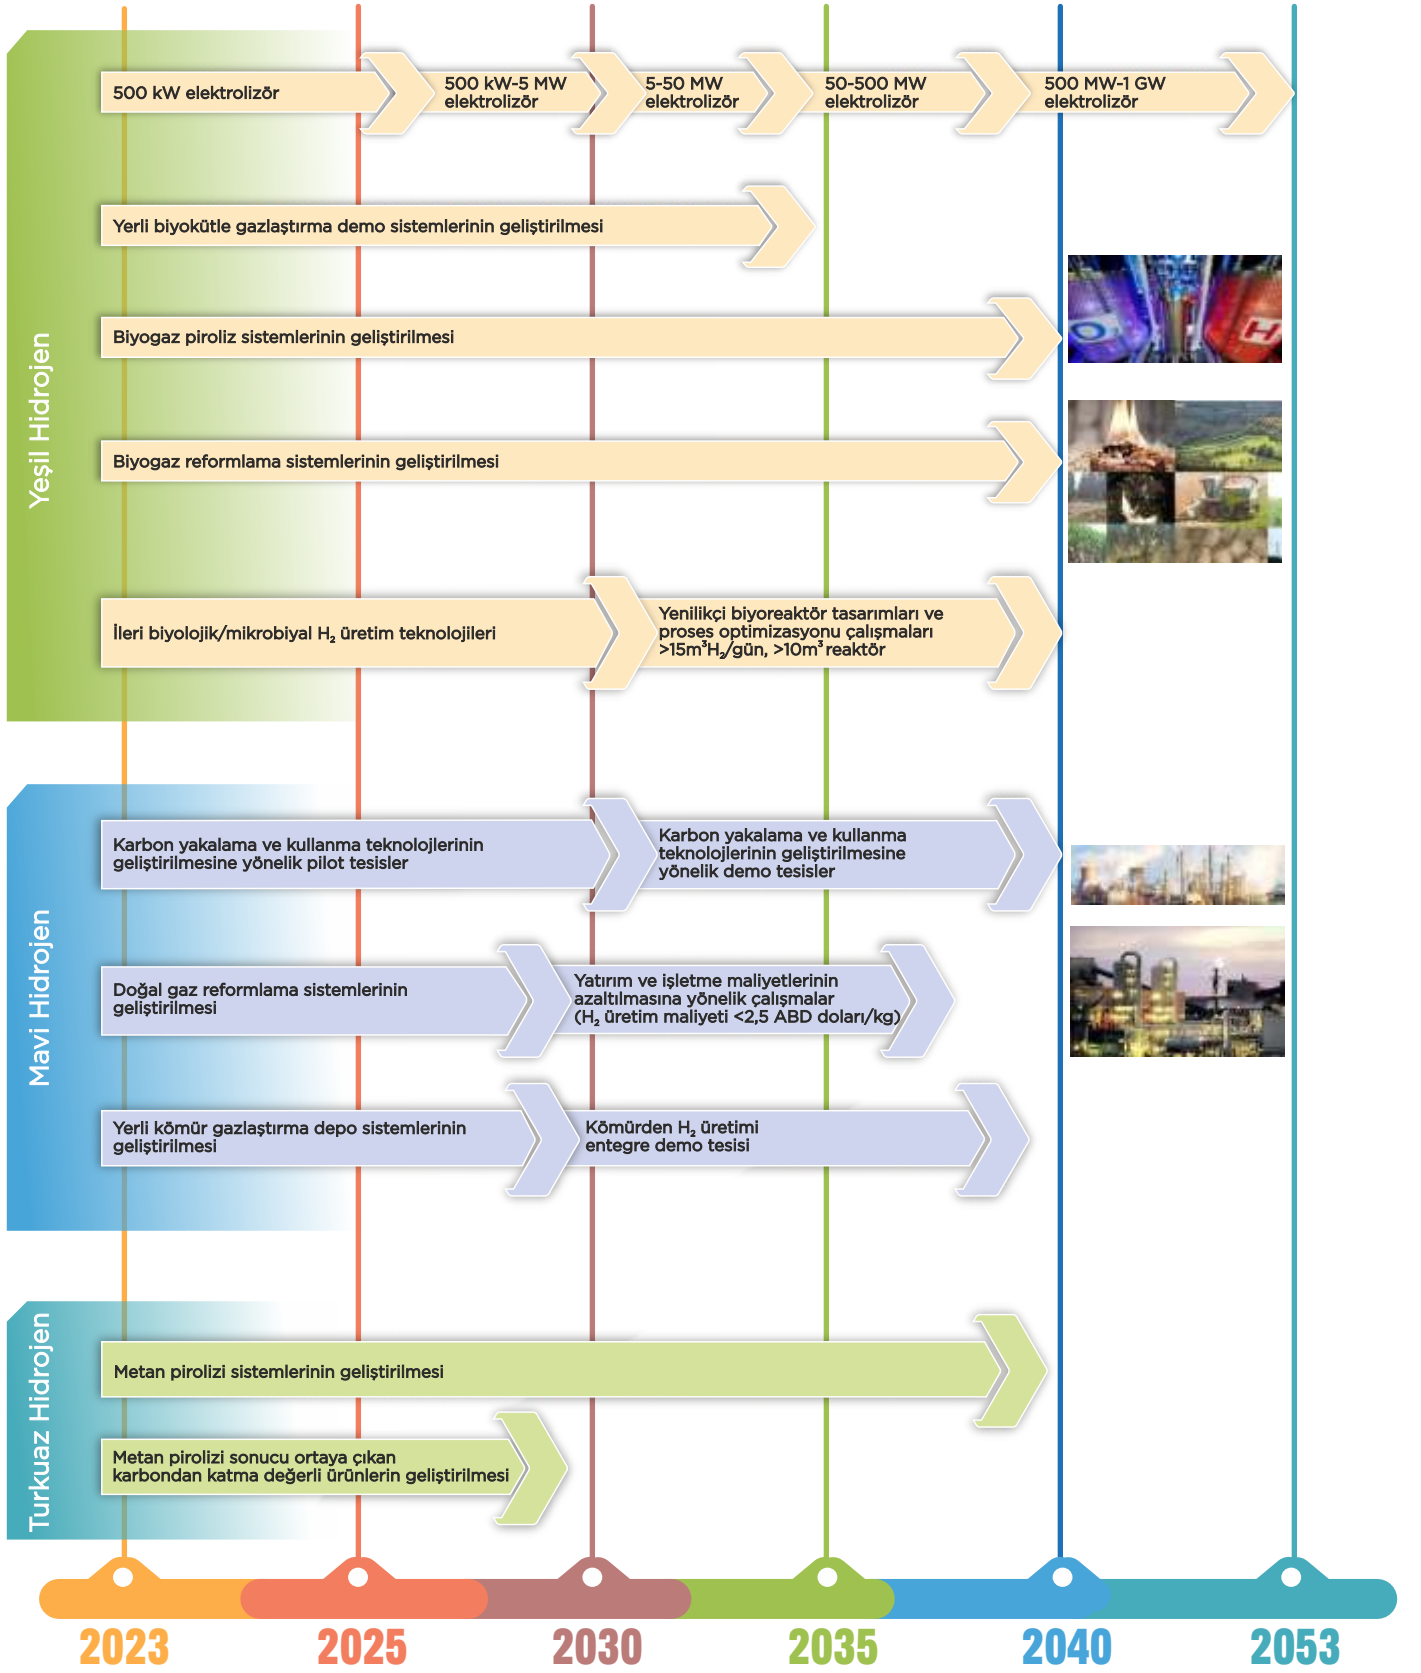 Yeşil Hidrojen
500 kW elektrolizör
500 kW-5 MW
elektrolizör
5-50 MW
elektrolizör
50-500 MW
elektrolizör
500 MW-1 GW
elektrolizör
Yerli biyokütle gazlaştırma demo sistemlerinin geliştirilmesi
Biyogaz piroliz sistemlerinin geliştirilmesi
O₂
H
Biyogaz reformlama sistemlerinin geliştirilmesi
İleri biyolojik/mikrobiyal H₂ üretim teknolojileri
Yenilikçi biyoreaktör tasarımları ve
proses optimizasyonu çalışmaları
>15m³H₂/gün, >10m³ reaktör
Mavi Hidrojen
Karbon yakalama ve kullanma teknolojlerinin
geliştirilmesine yönelik pilot tesisler
Karbon yakalama ve kullanma
teknolojlerinin geliştirilmesine
yönelik demo tesisler
Doğal gaz reformlama sistemlerinin
geliştirilmesi
Yatırım ve işletme maliyetlerinin
azaltılmasına yönelik çalışmalar
(H₂ üretim maliyeti <2,5 ABD doları/kg)
Yerli kömür gazlaştırma depo sistemlerinin
geliştirilmesi
Kömürden H₂ üretimi
entegre demo tesisi
Turkuaz Hidrojen
Metan pirolizi sistemlerinin geliştirilmesi
Metan pirolizi sonucu ortaya çıkan
karbondan katma değerli ürünlerin geliştirilmesi
2023
2025
2030
2035
2040
2053